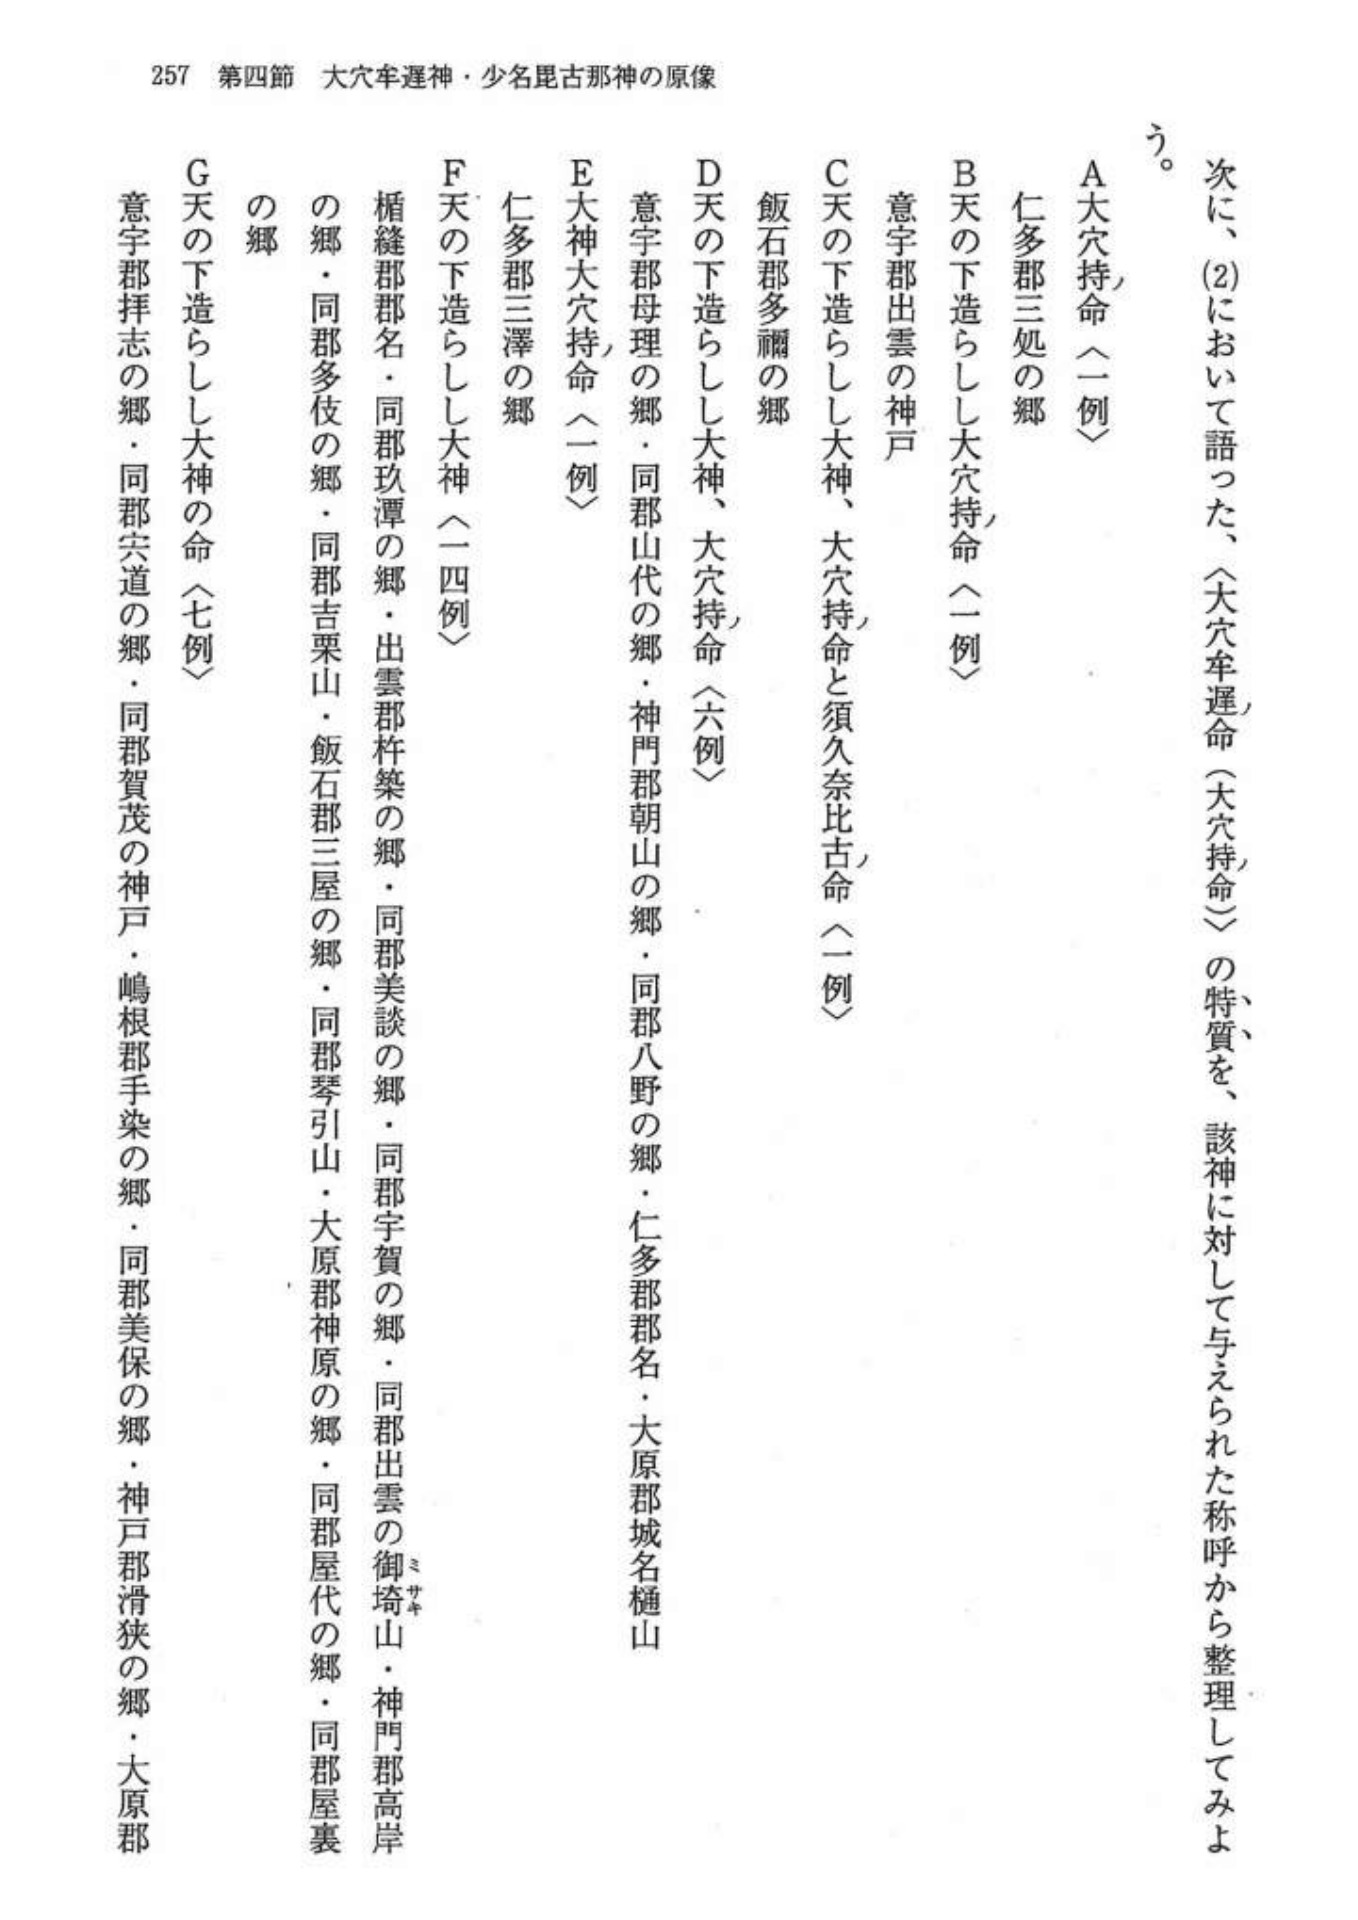 257　第四節　大穴牟遅神・少名毘古那神の原像
次に、(2)において語った、〈大穴牟遅ノ命（大穴持ノ命）〉の特質を、該神に対して与えられた称呼から整理してみよ
う。
A大穴持ノ命〈一例〉
仁多郡三処の郷
B天の下造らしし大穴持ノ命〈一例〉
意宇郡出雲の神戸
C天の下造らしし大神、大穴持ノ命と須久奈比古ノ命〈一例〉
飯石郡多禰の郷
D天の下造らしし大神、大穴持ノ命〈六例〉
意宇郡母理の郷・同郡山代の郷・神門郡朝山の郷・同郡八野の郷・仁多郡郡名・大原郡城名樋山
E大神大穴持ノ命〈一例〉
仁多郡三澤の郷
F天の下造らしし大神〈一四例〉
楯縫郡郡名・同郡玖潭の郷・出雲郡杵築の郷・同郡美談の郷・同郡宇賀の郷・同郡出雲の御埼ミサキ山・神門郡高岸
の郷・同郡多伎の郷・同郡吉栗山・飯石郡三屋の郷・同郡琴引山・大原郡神原の郷・同郡屋代の郷・同郡屋裏
の郷
G天の下造らしし大神の命〈七例〉
意宇郡拝志の郷・同郡宍道の郷・同郡賀茂の神戸・嶋根郡手染の郷・同郡美保の郷・神戸郡滑狭の郷・大原郡